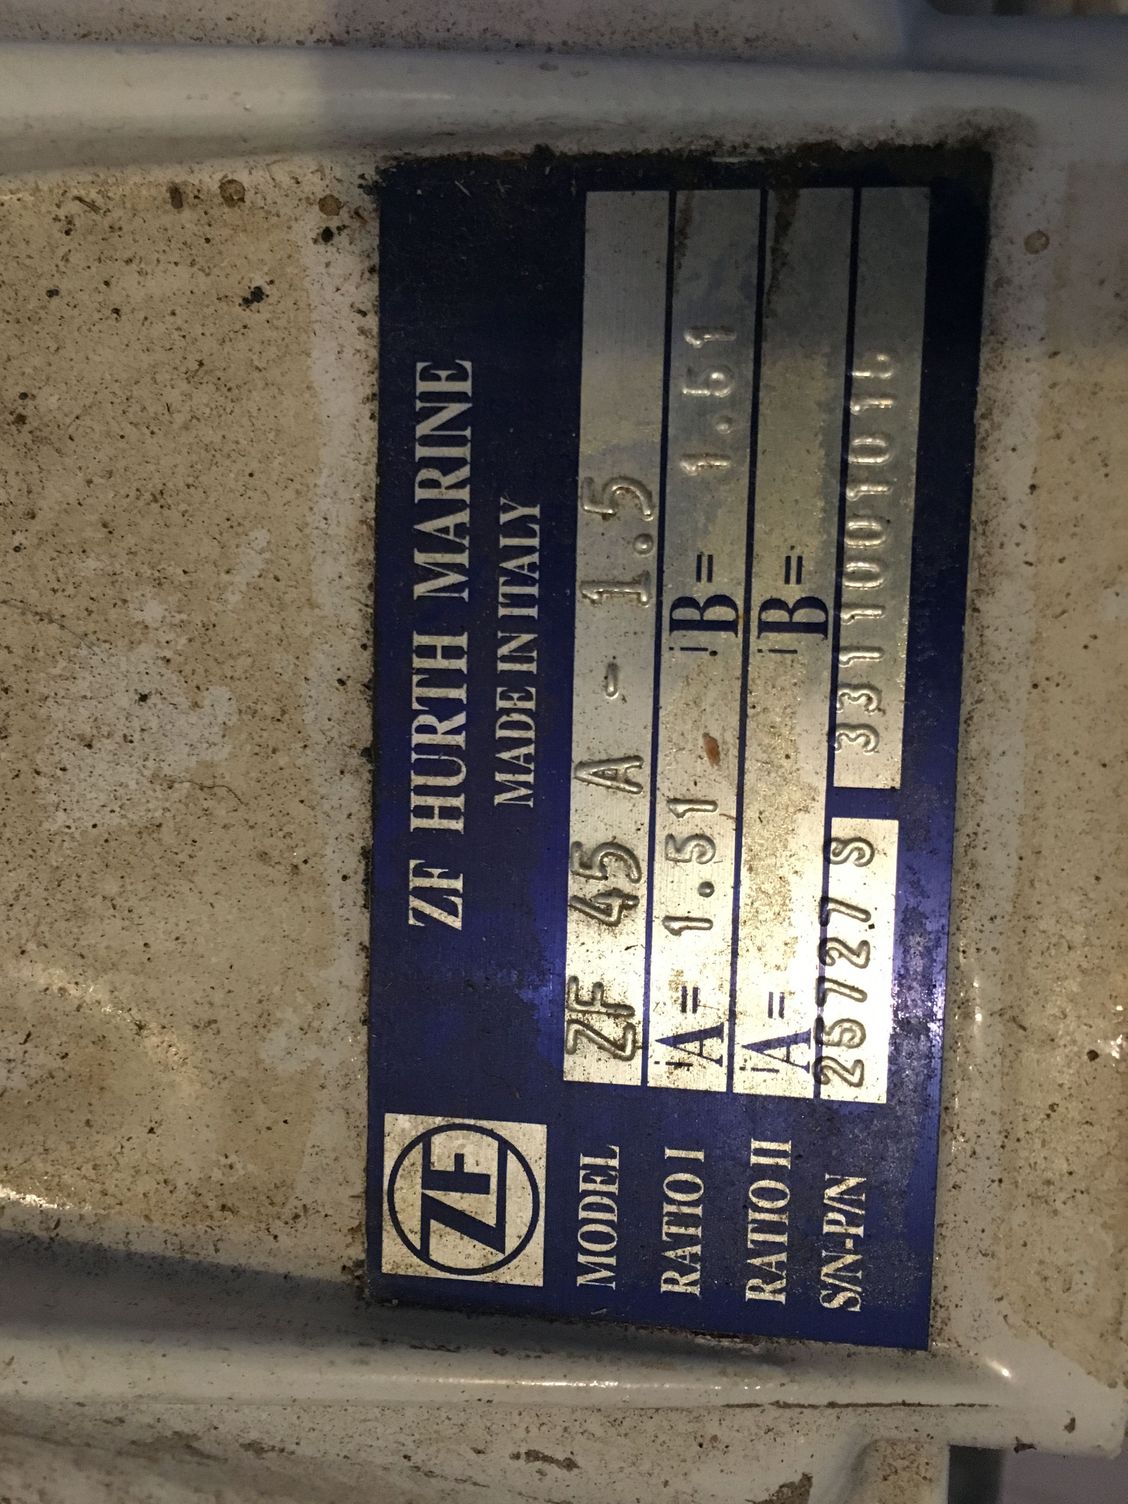 ZF
ZF HURTH MARINE
MADE IN ITALY
MODEL ZF 45 A - 1.5
RATIO I iA= 1.51 iB= 1.51
RATIO II iA= iB=
S/N-P/N 25727 S 3311001016